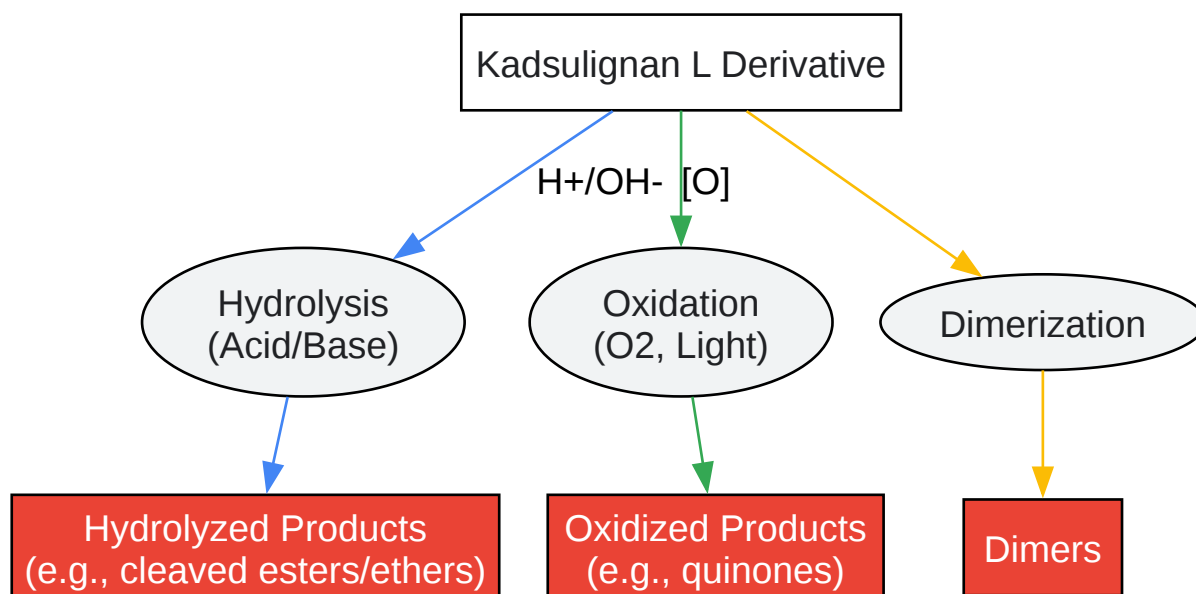 Kadsulignan L Derivative
H+/OH-
[O]
Hydrolysis
(Acid/Base)
Oxidation
(O2, Light)
Dimerization
Hydrolyzed Products
(e.g., cleaved esters/ethers)
Oxidized Products
(e.g., quinones)
Dimers